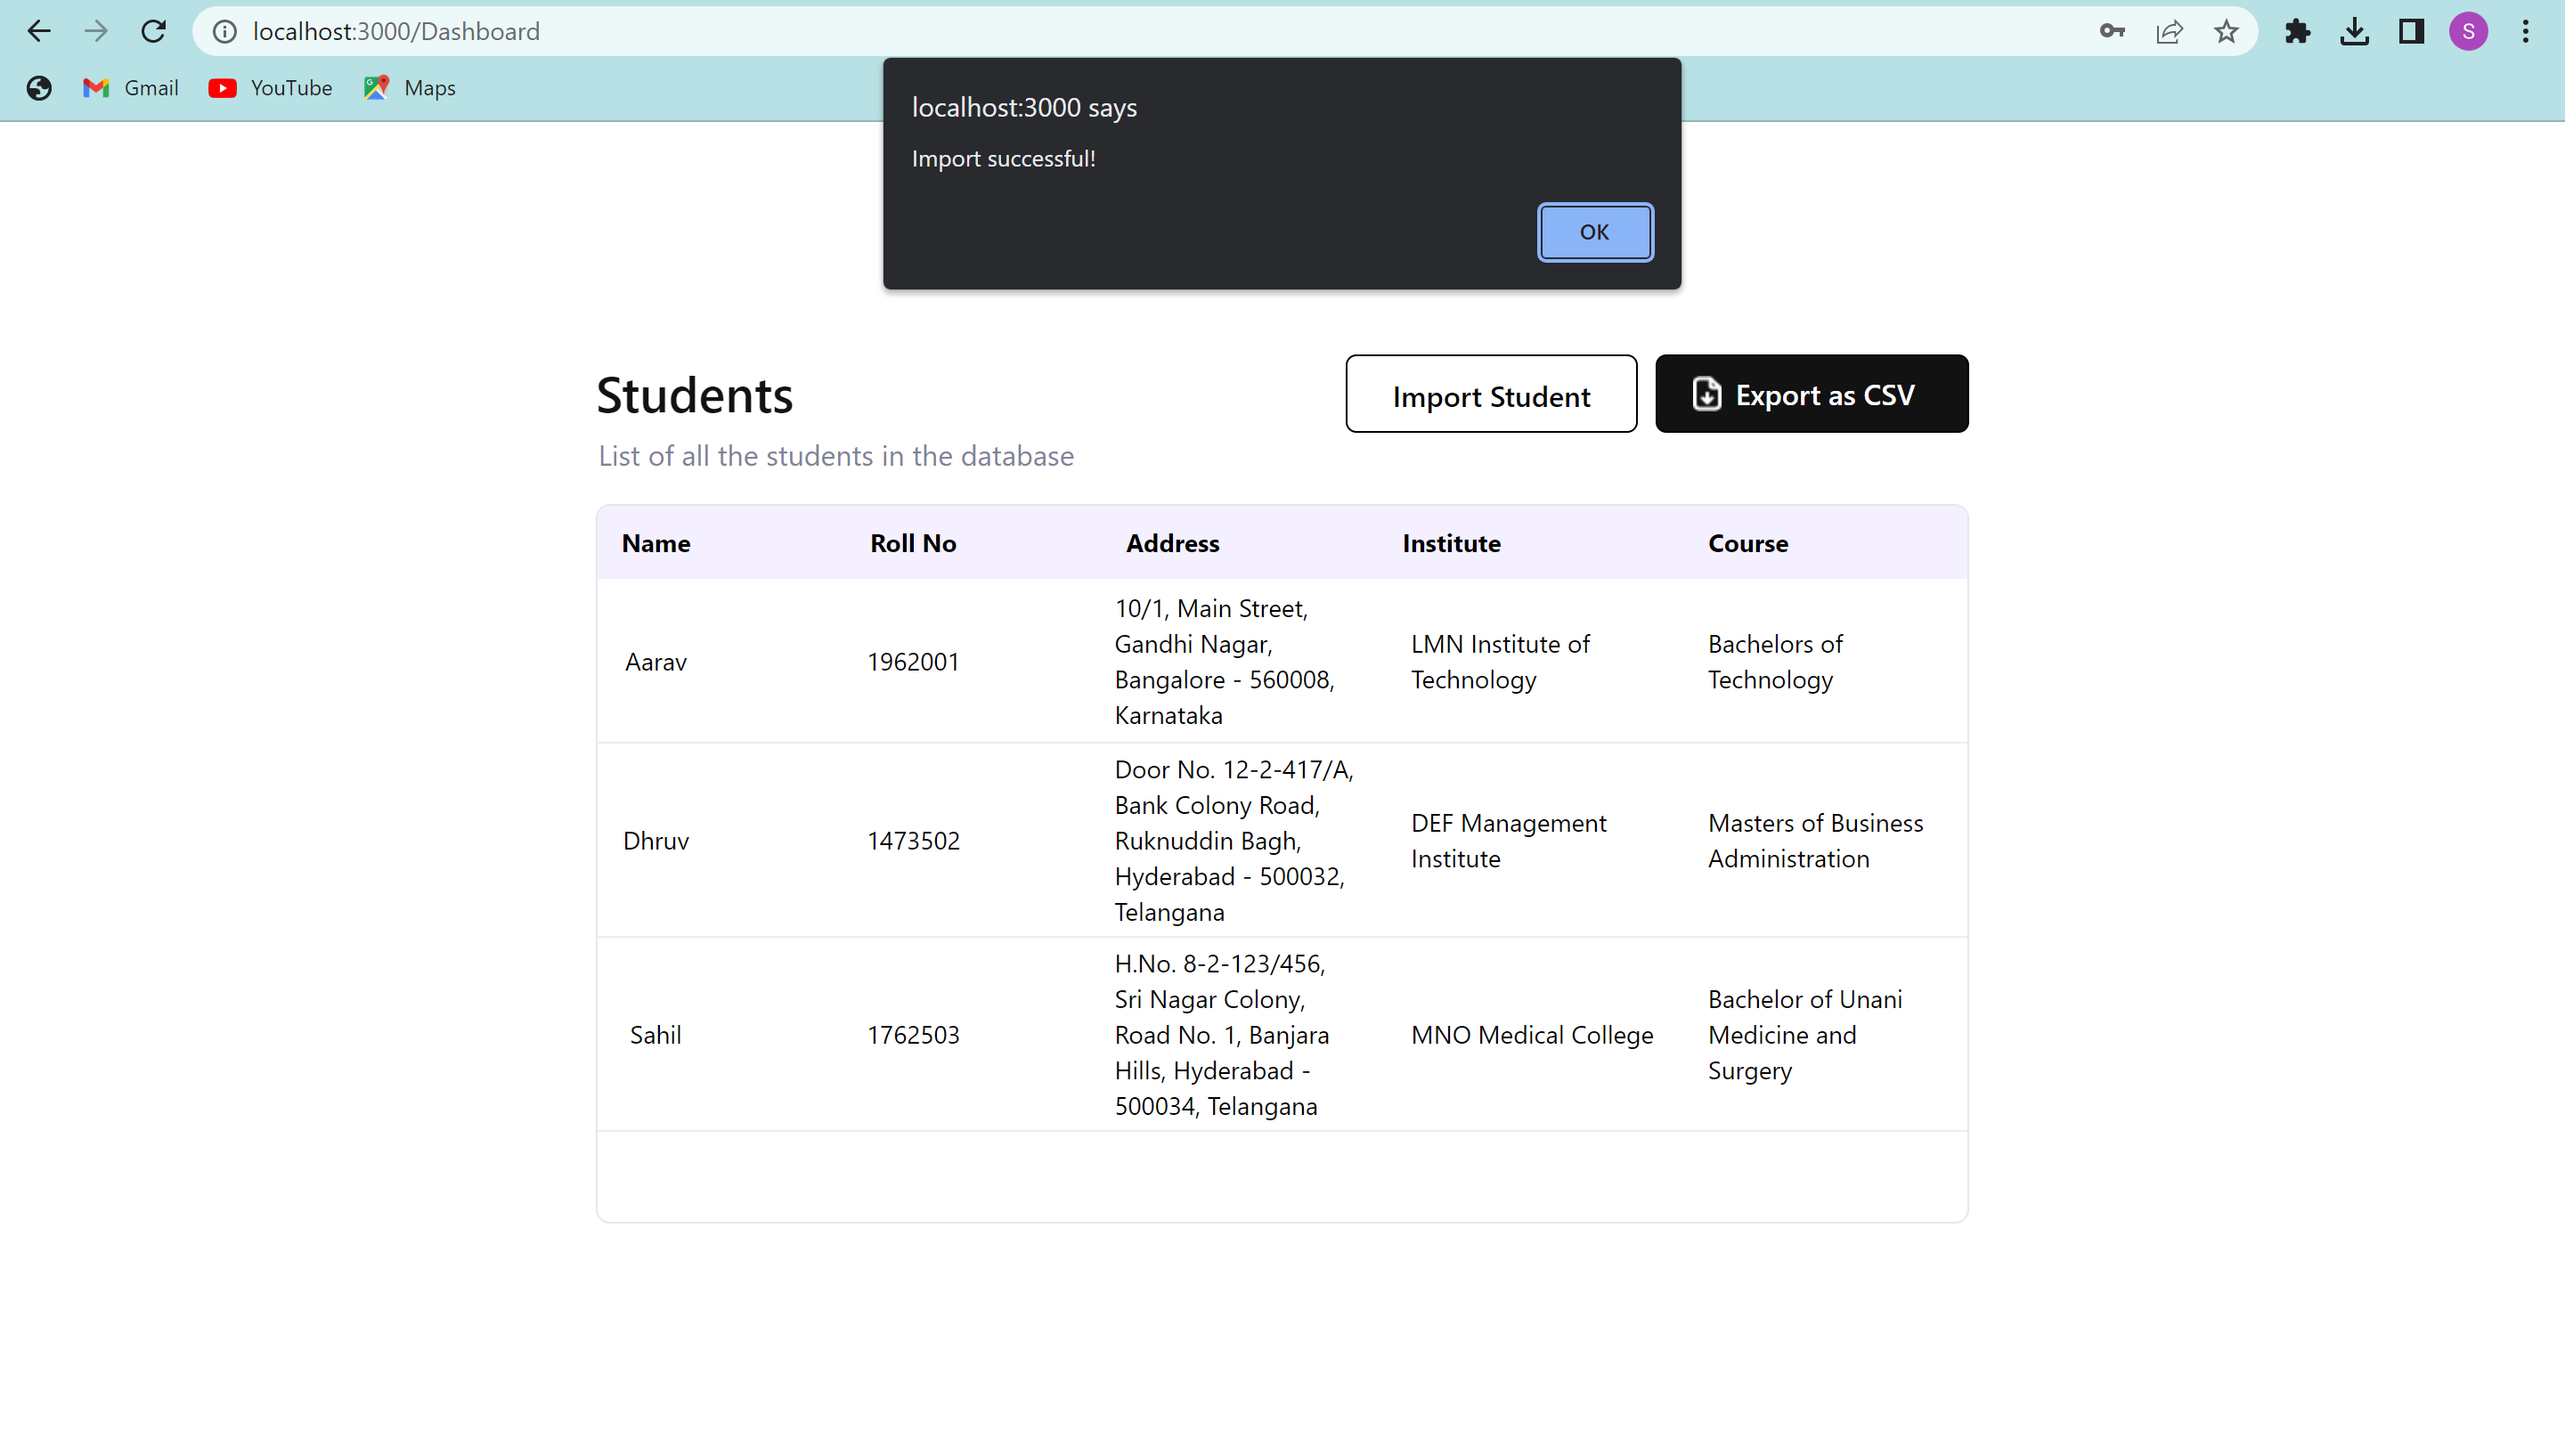 localhost:3000/Dashboard
S
Gmail YouTube Maps
localhost:3000 says
Import successful!
OK
Students
Import Student
Export as CSV
List of all the students in the database
Name Roll No Address Institute Course
Aarav
1962001
10/1, Main Street,
Gandhi Nagar,
Bangalore - 560008,
Karnataka
LMN Institute of
Technology
Bachelors of
Technology
Dhruv
1473502
Door No. 12-2-417/A,
Bank Colony Road,
Ruknuddin Bagh,
Hyderabad - 500032,
Telangana
DEF Management
Institute
Masters of Business
Administration
Sahil
1762503
H.No. 8-2-123/456,
Sri Nagar Colony,
Road No. 1, Banjara
Hills, Hyderabad -
500034, Telangana
MNO Medical College
Bachelor of Unani
Medicine and
Surgery